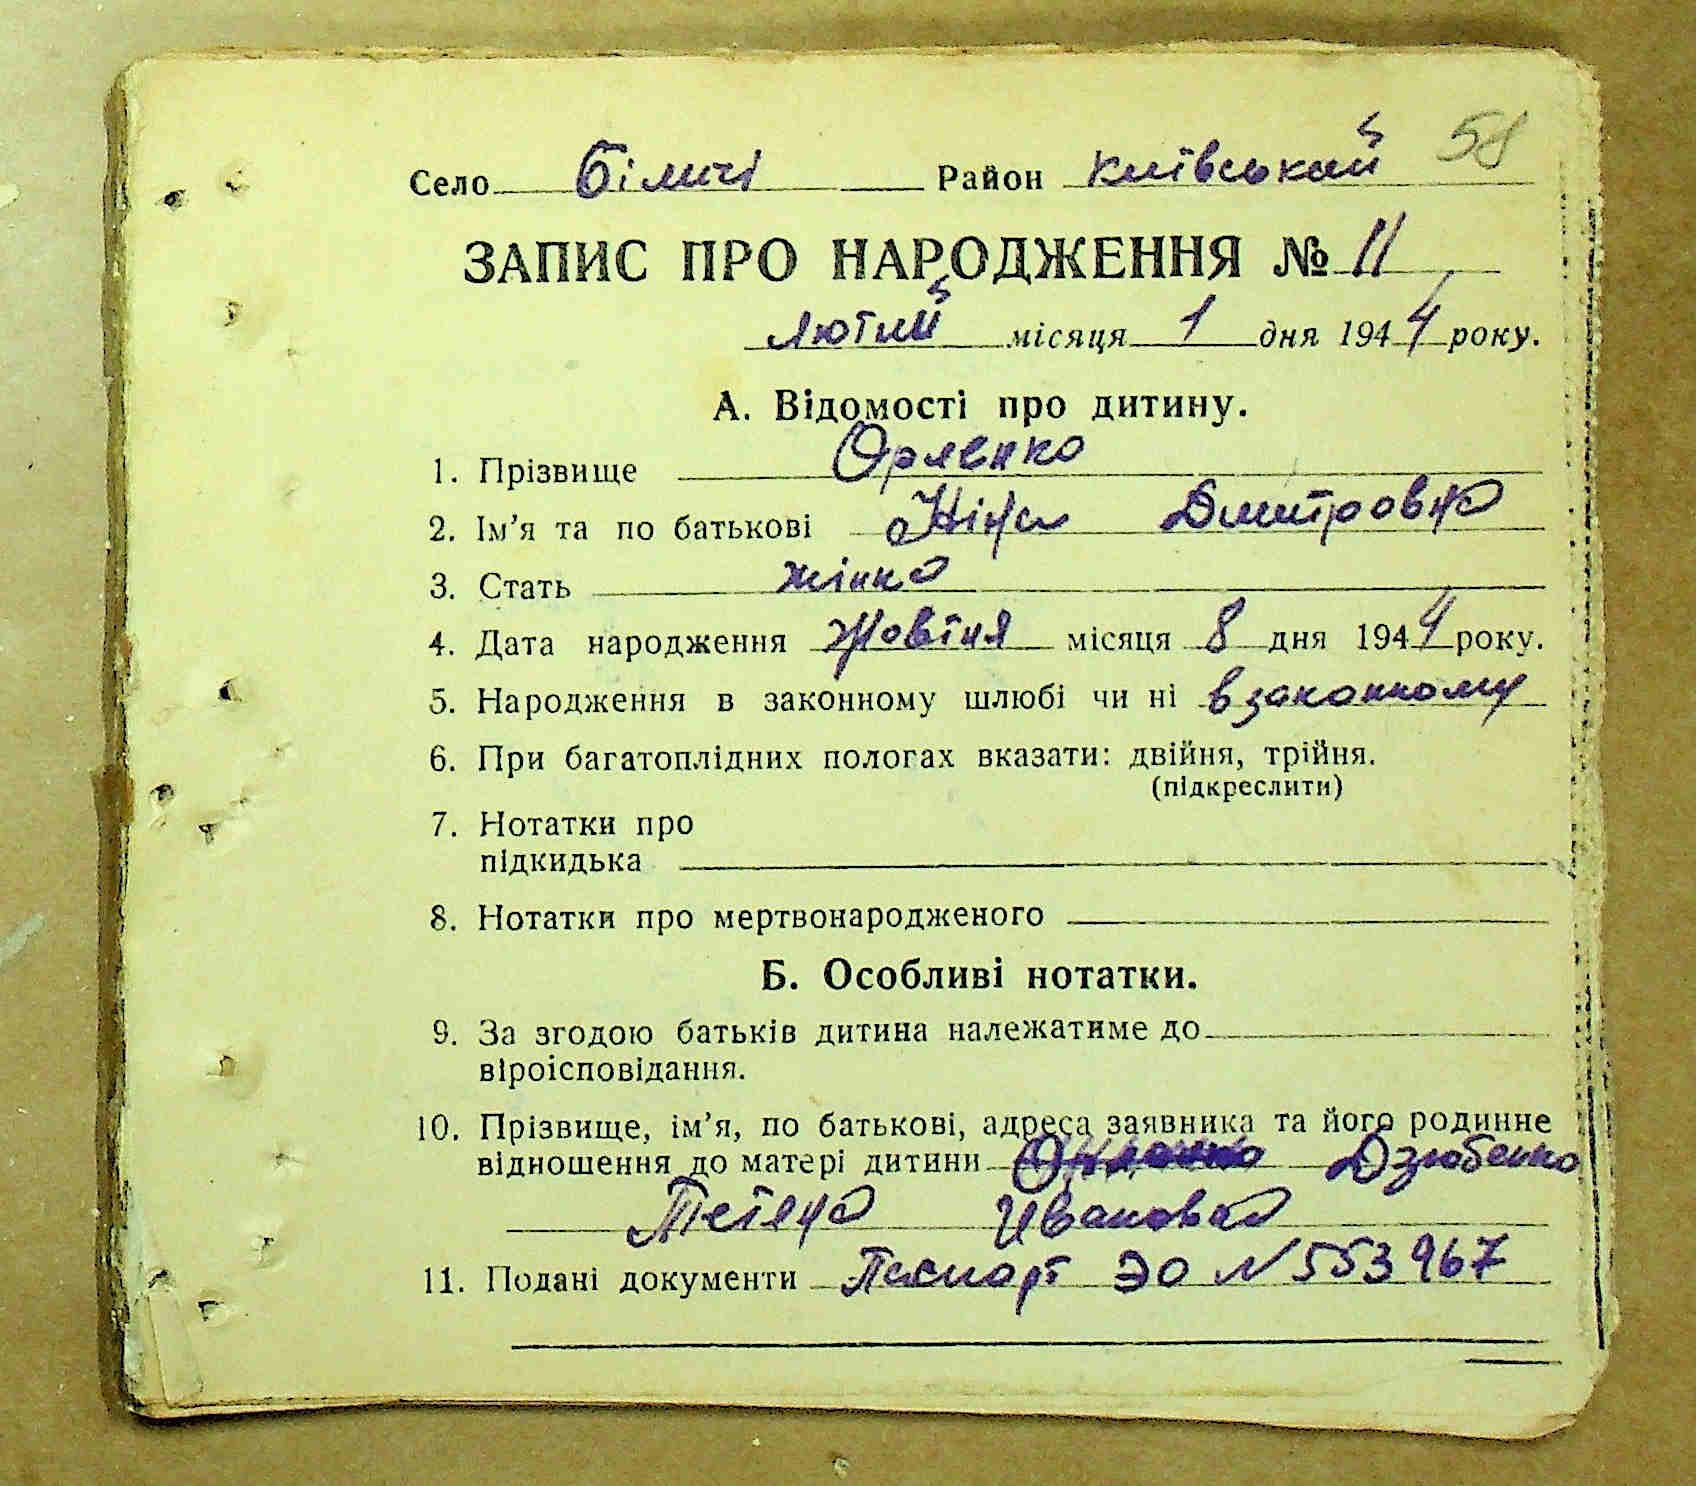 58
Село Біличі Район Київський
ЗАПИС ПРО НАРОДЖЕННЯ № 11
лютий місяця 1 дня 1944 року.
А. Відомості про дитину.
1. Прізвище Орленко
2. Ім'я та по батькові Ніна Дмитровна
3. Стать жінка
4. Дата народження Жовтня місяця 8 дня 1944 року.
5. Народження в законному шлюбі чи ні в законному
6. При багатоплідних пологах вказати: двійня, трійня.
(підкреслити)
7. Нотатки про
підкидька
8. Нотатки про мертвонародженого
Б. Особливі нотатки.
9. За згодою батьків дитина належатиме до
віроісповідання.
10. Прізвище, ім'я, по батькові, адреса заявника та його родинне
відношення до матері дитини Дзюбенко
Тетяна Ивановна
11. Подані документи Паспорт ЭО N 553967